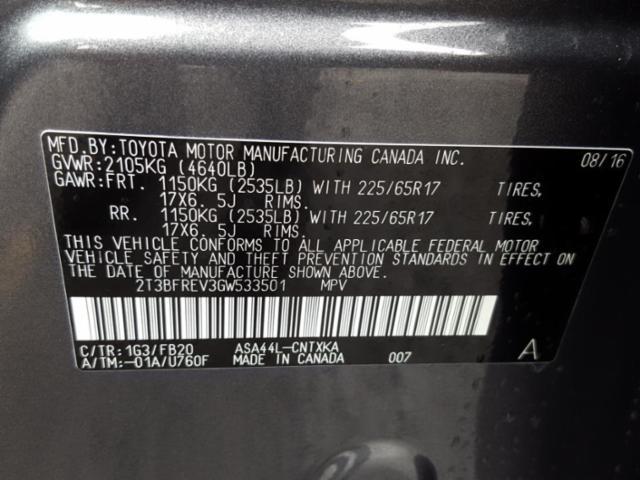 MFD.BY:TOYOTA MOTOR MANUFACTURING CANADA INC. 08/16
GVWR:2105KG (4640LB)
GAWR:FRT. 1150KG (2535LB) WITH 225/65R17 TIRES,
17X6. 5J RIMS.
RR. 1150KG (2535LB) WITH 225/65R17 TIRES,
17X6. 5J RIMS.
THIS VEHICLE CONFORMS TO ALL APPLICABLE FEDERAL MOTOR
VEHICLE SAFETY AND THEFT PREVENTION STANDARDS IN EFFECT ON
THE DATE OF MANUFACTURE SHOWN ABOVE.
2T3BFREV3GW533501 MPV
C/TR:1G3/FB20 ASA44L-CNTXKA
A/TM:-01A/U760F MADE IN CANADA 007 A